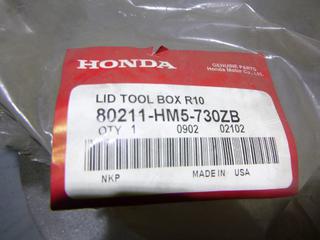 HONDA
GENUINE PARTS
Honda Motor Co., Ltd.
LID TOOL BOX R10
80211-HM5-730ZB
QTY 1 0902 02102
NKP MADE IN USA